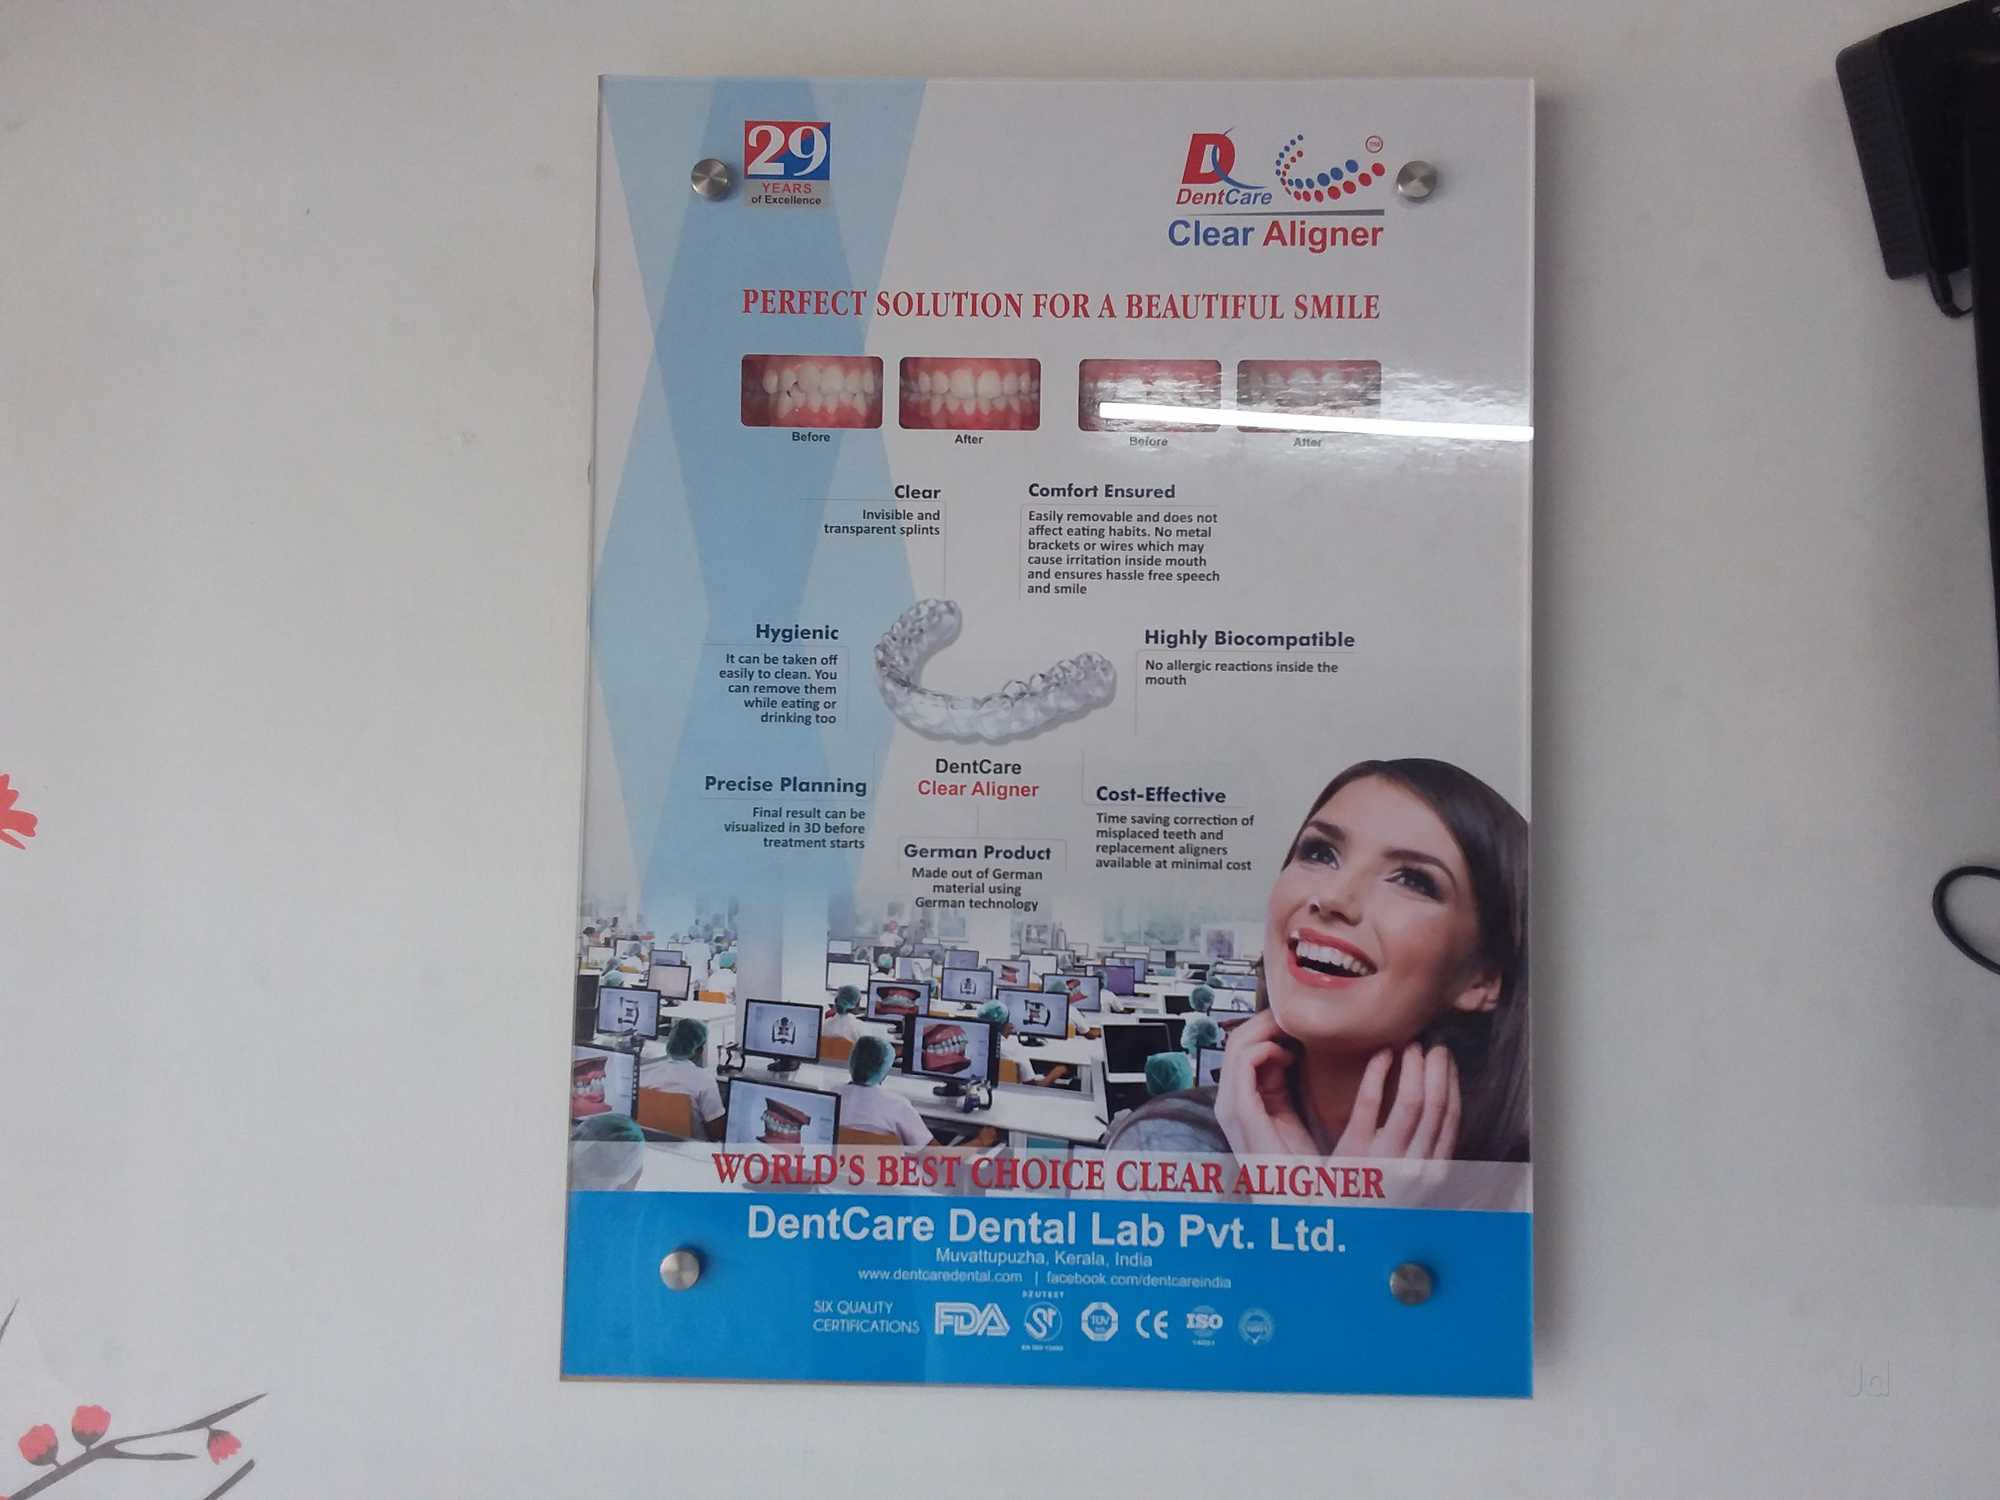 29
YEARS
of Excellence
DentCare
TM
Clear Aligner
PERFECT SOLUTION FOR A BEAUTIFUL SMILE
Before
After
Before
After
Clear
Invisible and
transparent splints
Comfort Ensured
Easily removable and does not
affect eating habits. No metal
brackets or wires which may
cause irritation inside mouth
and ensures hassle free speech
and smile
Hygienic
It can be taken off
easily to clean. You
can remove them
while eating or
drinking too
Highly Biocompatible
No allergic reactions inside the
mouth
Precise Planning
Final result can be
visualized in 3D before
treatment starts
DentCare
Clear Aligner
Cost-Effective
Time saving correction of
misplaced teeth and
replacement aligners
available at minimal cost
German Product
Made out of German
material using
German technology
WORLD'S BEST CHOICE CLEAR ALIGNER
DentCare Dental Lab Pvt. Ltd.
Muvattupuzha, Kerala, India
www.dentcaredental.com | facebook.com/dentcareindia
SIX QUALITY
CERTIFICATIONS
FDA
DZUTEST
TUV
CE
ISO
Jd